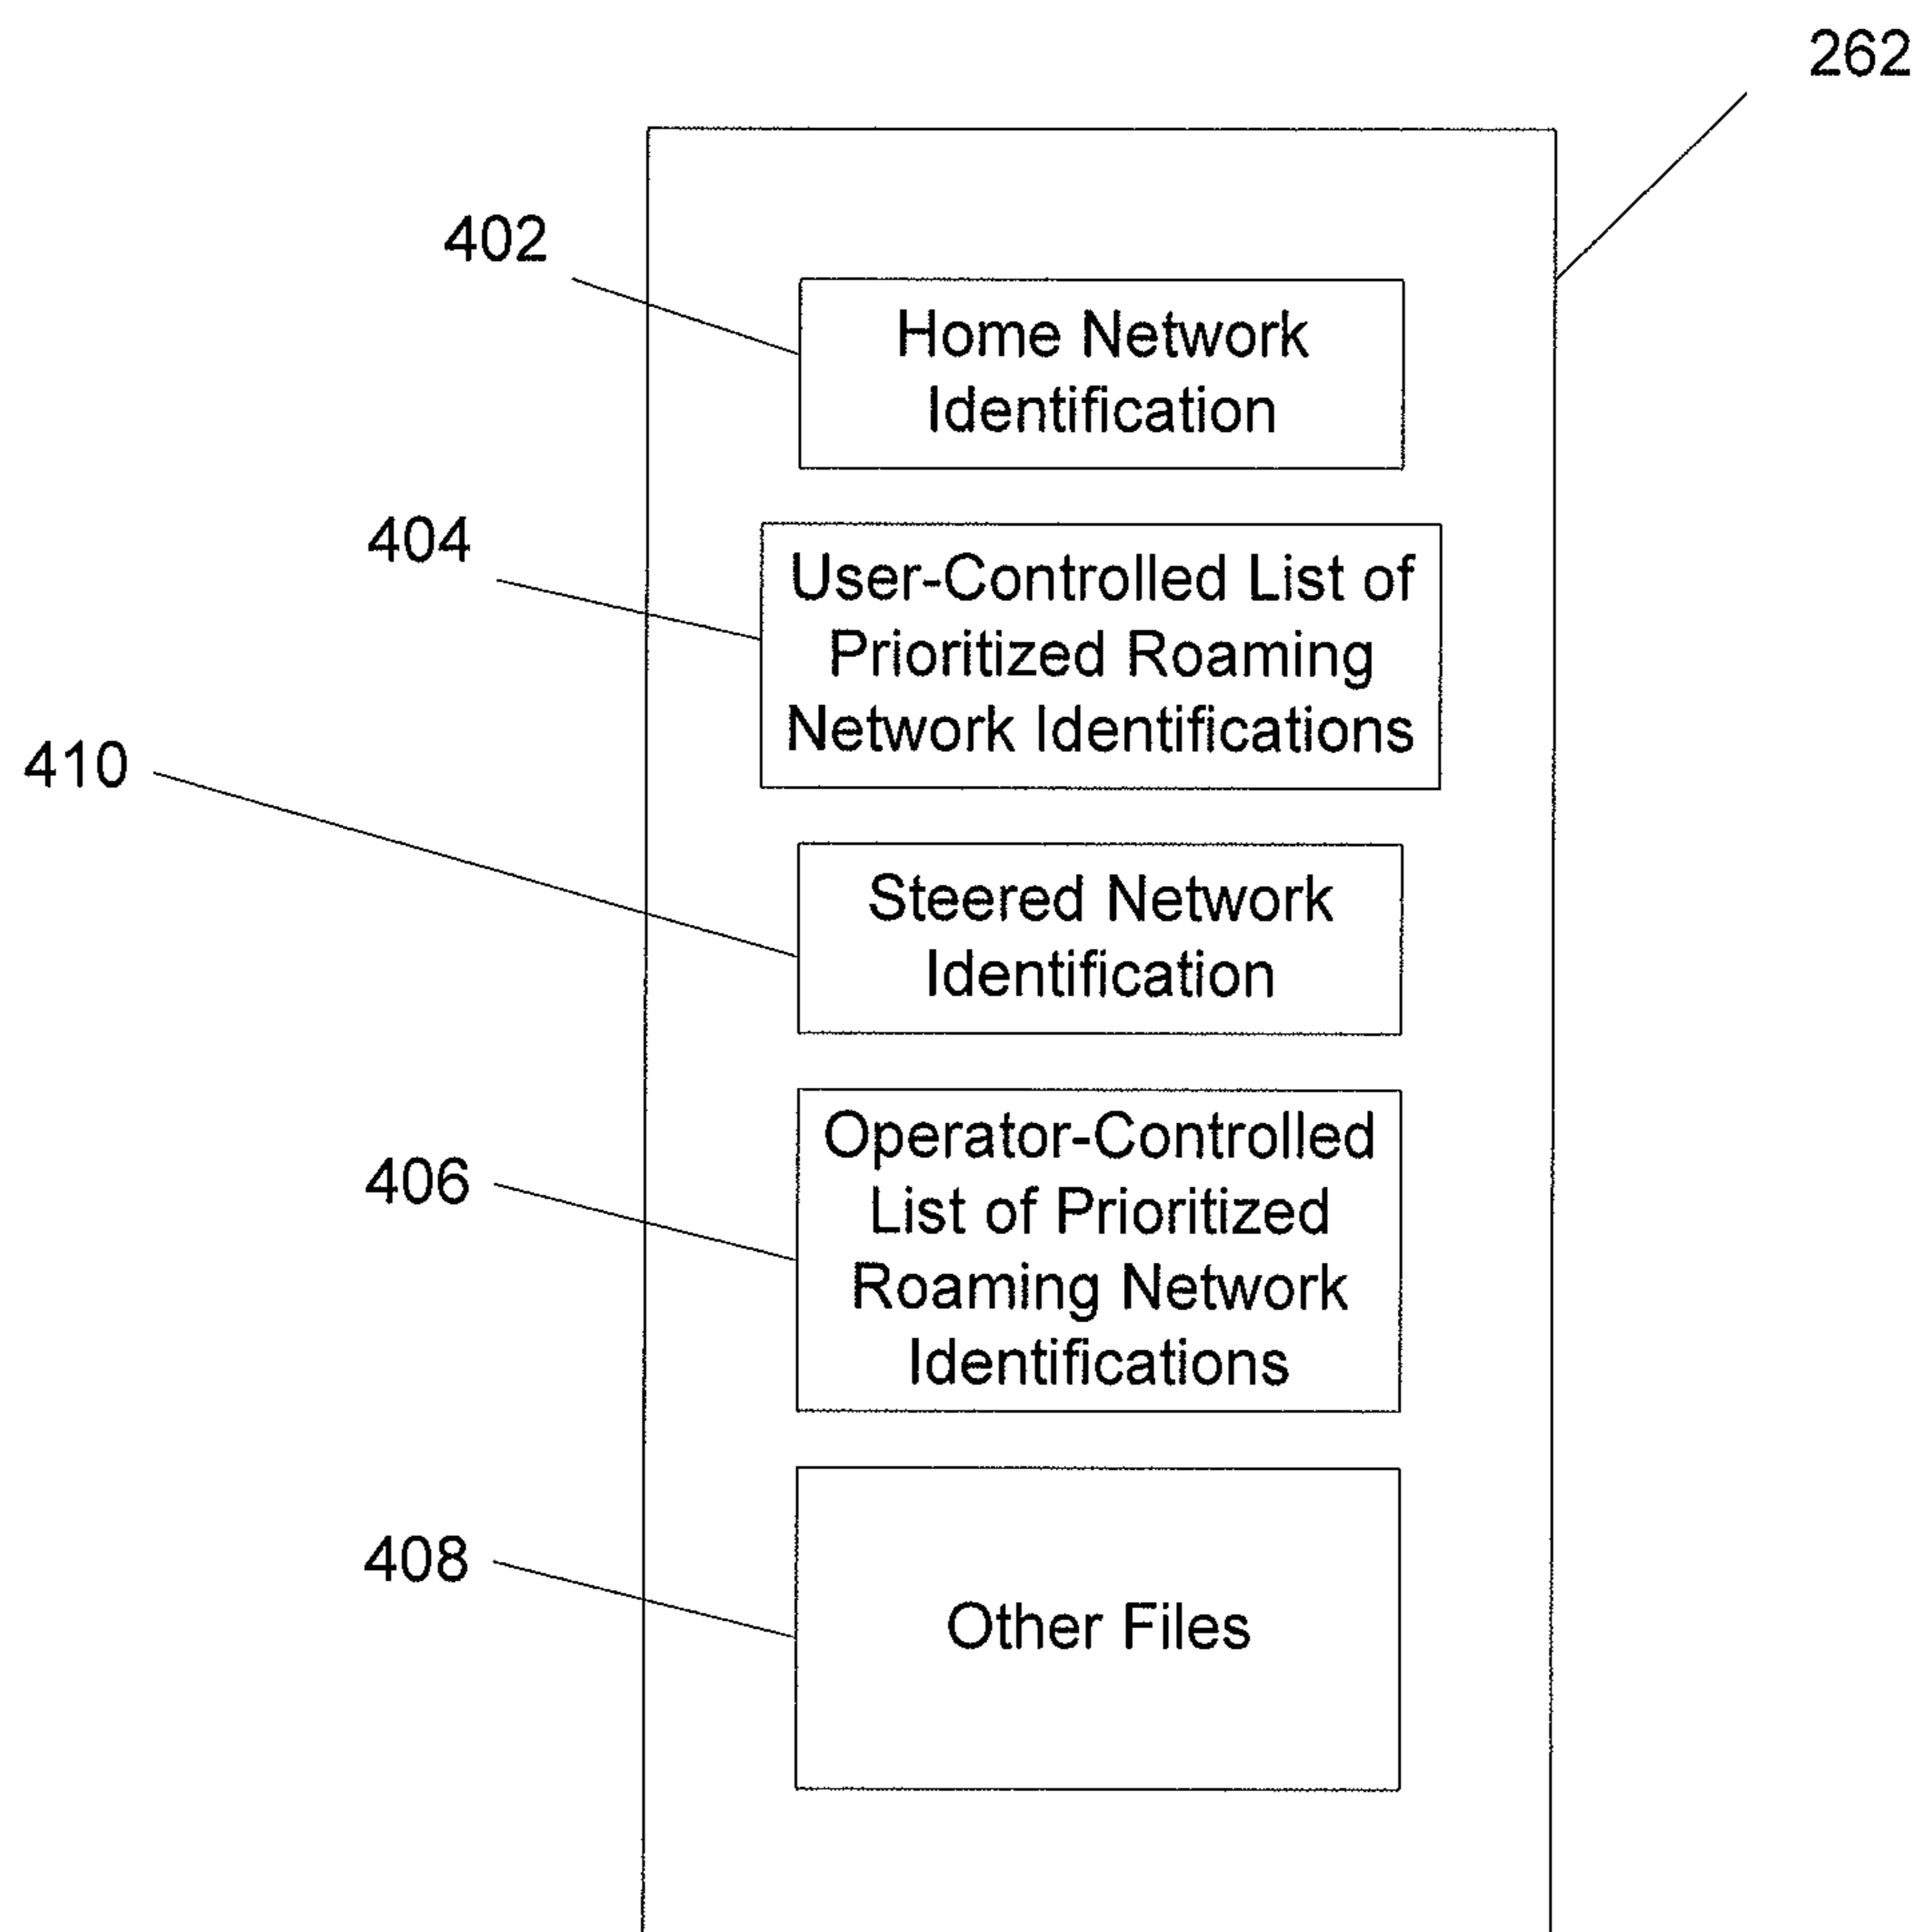 262
402
Home Network
Identification
404
User-Controlled List of
Prioritized Roaming
Network Identifications
410
Steered Network
Identification
406
Operator-Controlled
List of Prioritized
Roaming Network
Identifications
408
Other Files